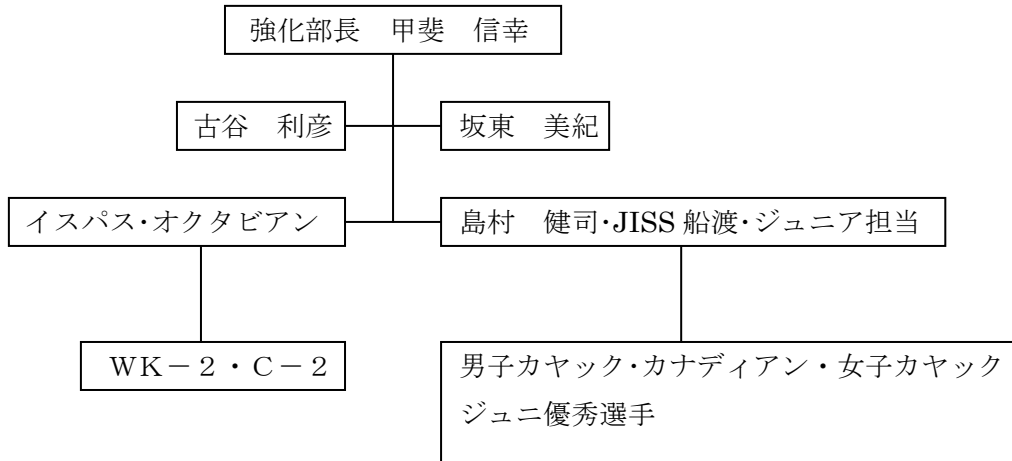 強化部長　甲斐　信幸
古谷　利彦
坂東　美紀
イスパス・オクタビアン
島村　健司・JISS 船渡・ジュニア担当
ＷＫ－２・Ｃ－２
男子カヤック・カナディアン・女子カヤック
ジュニ優秀選手